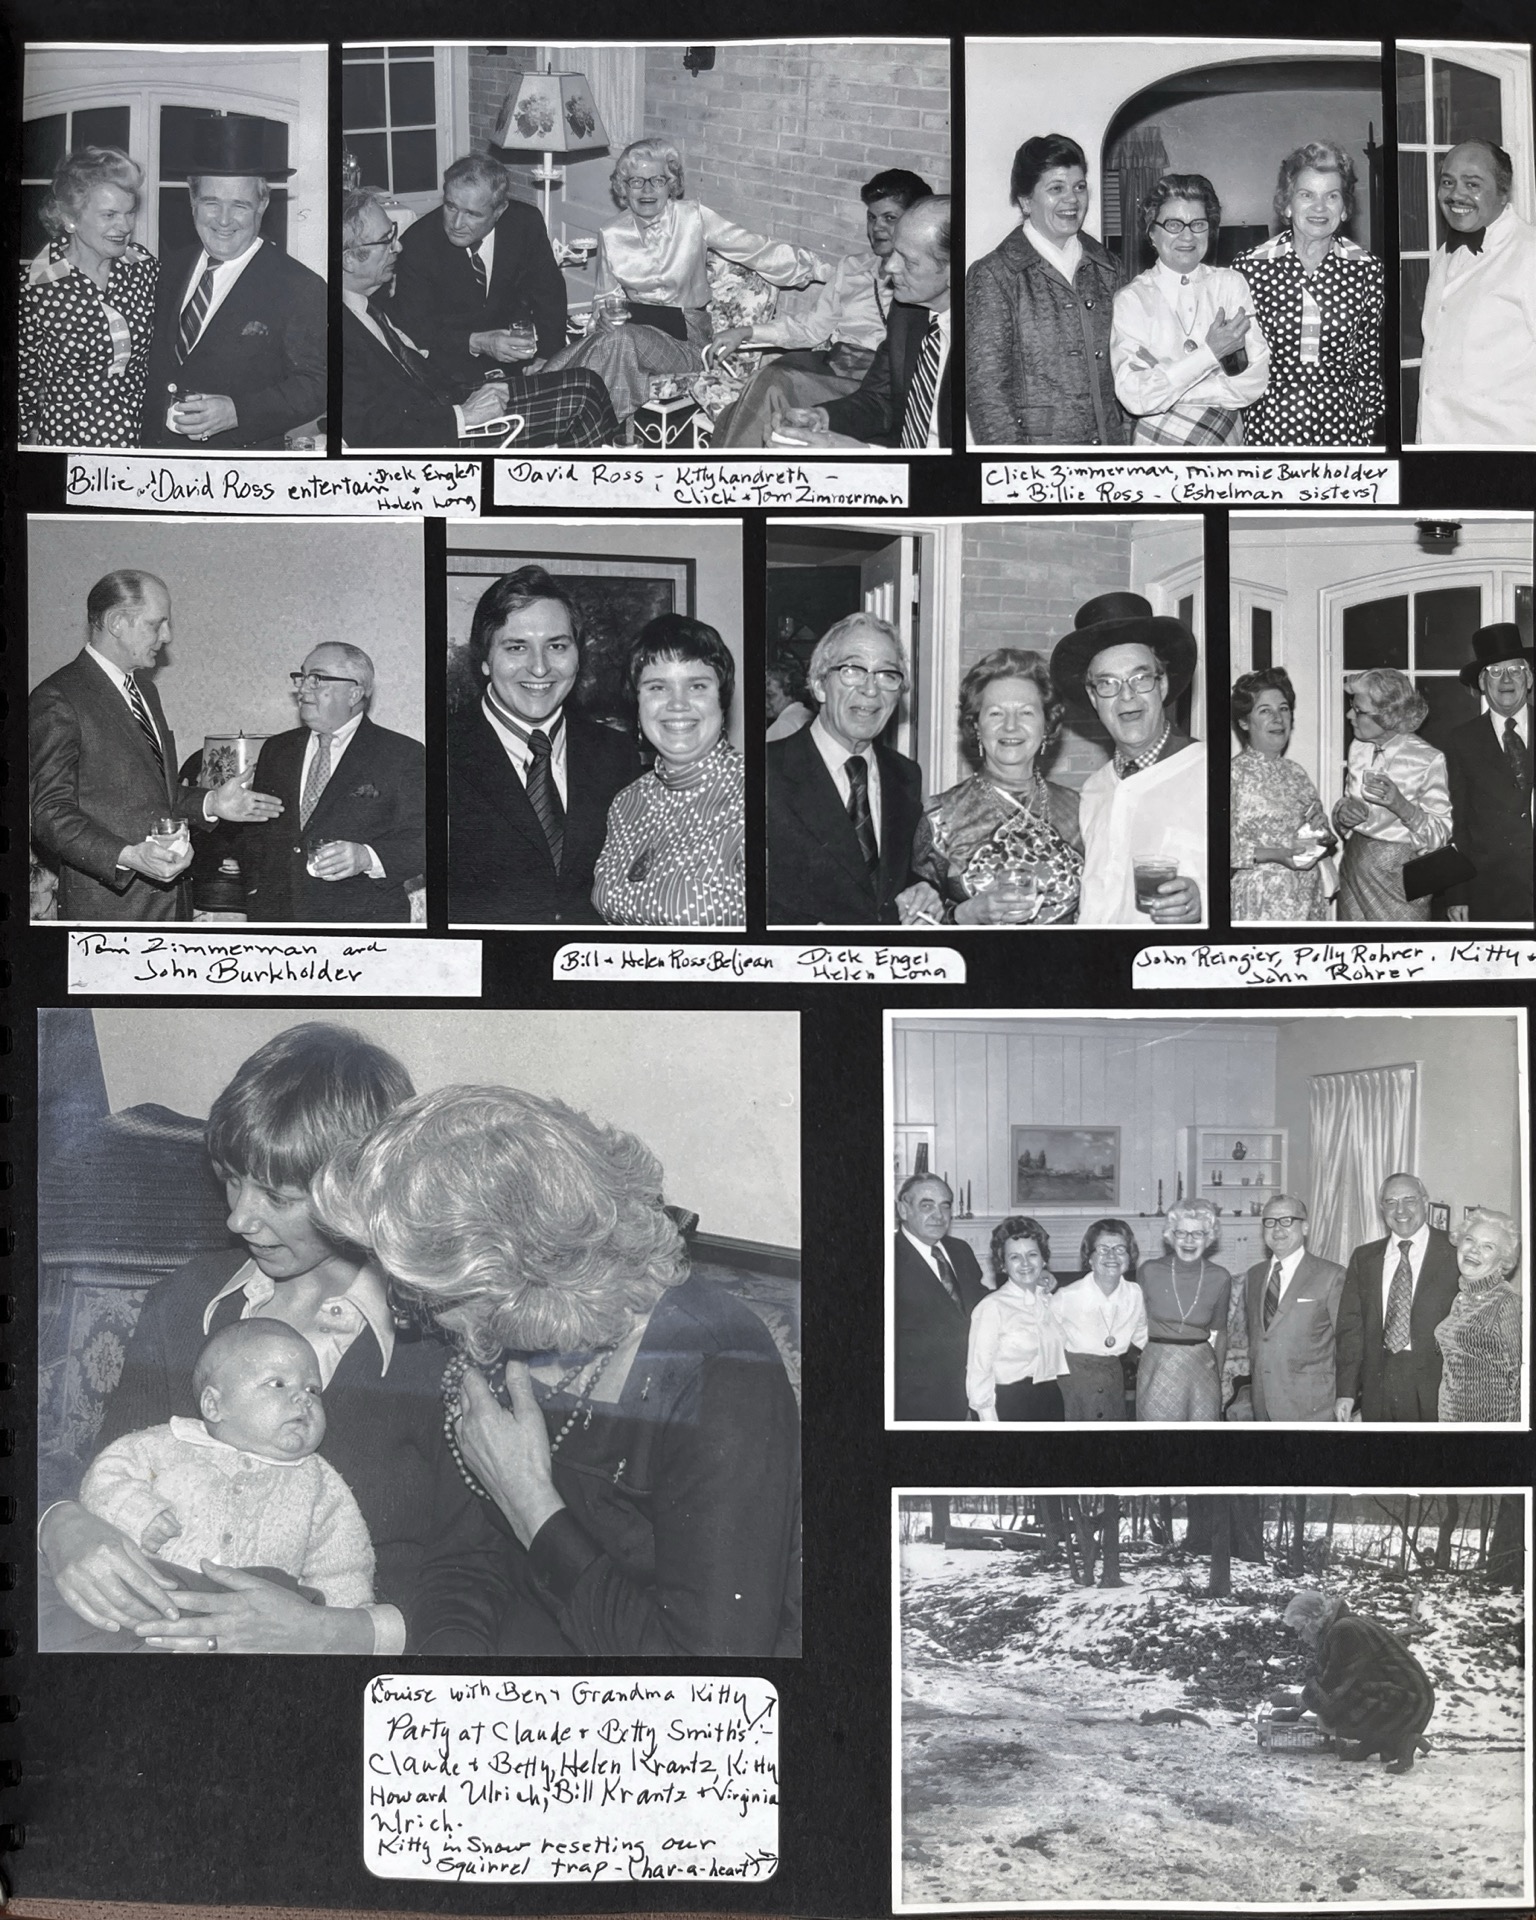 Billie and David Ross entertain Dick Englet
+
Helen Long
David Ross - Kittyhandreth -
Click + Tom Zimmerman
Click Zimmerman, Mimmie Burkholder
+ Billie Ross - (Eshelman sisters)
Tom Zimmerman and
John Burkholder
Bill + Helen Ross Beljean Dick Engel
Helen Long
John Reingier, Polly Rohrer. Kitty +
John Rohrer
Louise with Ben + Grandma Kitty
Party at Claude + Betty Smith's:-
Claude + Betty, Helen Krantz, Kitty
Howard Ulrich, Bill Krantz + Virginia
Ulrich.
Kitty in Snow resetting our
Squirrel trap - (hav-a-heart)